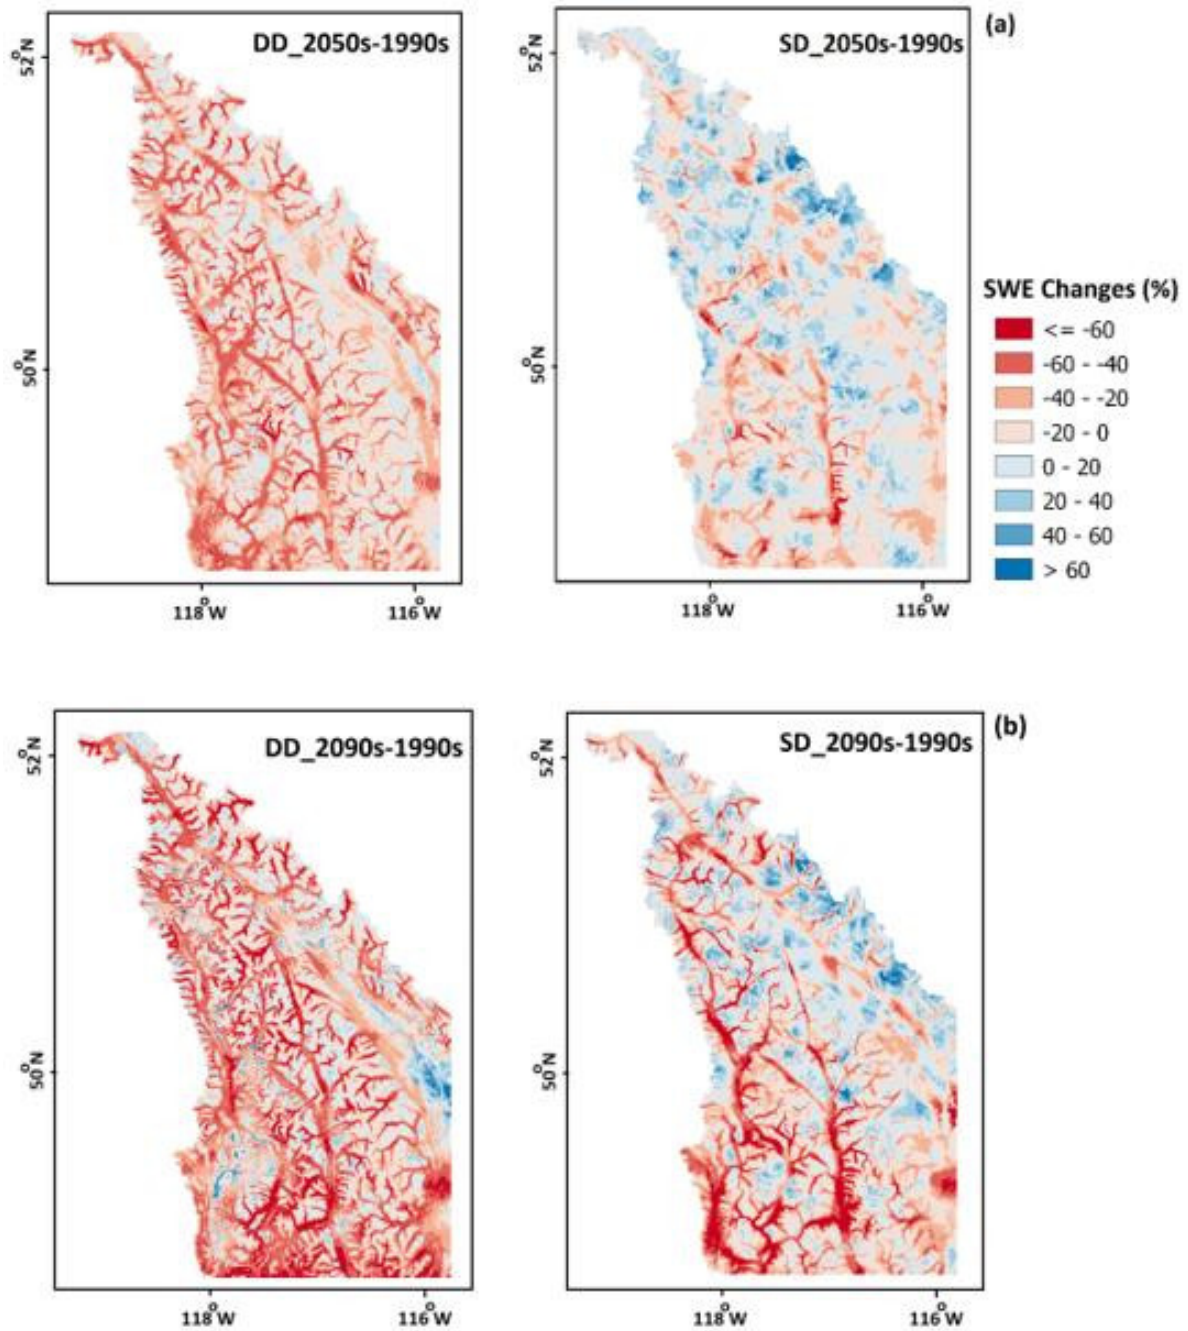 DD_2050s-1990s
SD_2050s-1990s
(a)
52°N
50°N
118°W
116°W
52°N
50°N
118°W
116°W
SWE Changes (%)
<= -60
-60 - -40
-40 - -20
-20 - 0
0 - 20
20 - 40
40 - 60
> 60
DD_2090s-1990s
SD_2090s-1990s
(b)
52°N
50°N
118°W
116°W
52°N
50°N
118°W
116°W